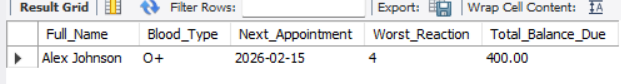 Result Grid Filter Rows: Export: Wrap Cell Content: IA
Full_Name Blood_Type Next_Appointment Worst_Reaction Total_Balance_Due
Alex Johnson O+ 2026-02-15 4 400.00